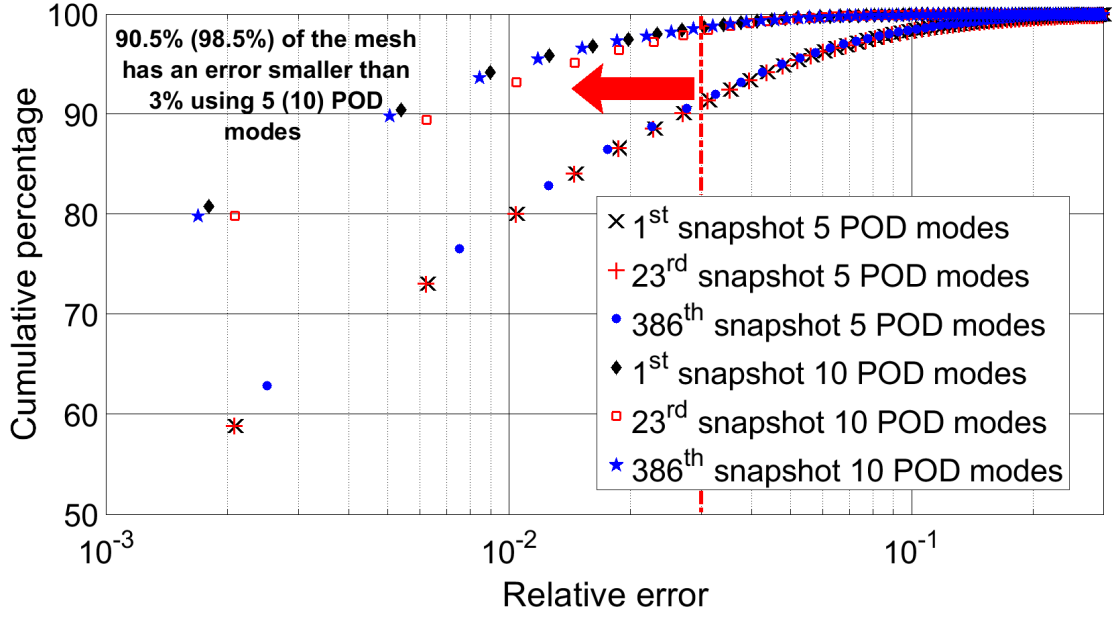 90.5% (98.5%) of the mesh
has an error smaller than
3% using 5 (10) POD
modes
100
90
80
70
60
50
Cumulative percentage
1st snapshot 5 POD modes
23rd snapshot 5 POD modes
386th snapshot 5 POD modes
1st snapshot 10 POD modes
23rd snapshot 10 POD modes
386th snapshot 10 POD modes
10-3
10-2
10-1
Relative error